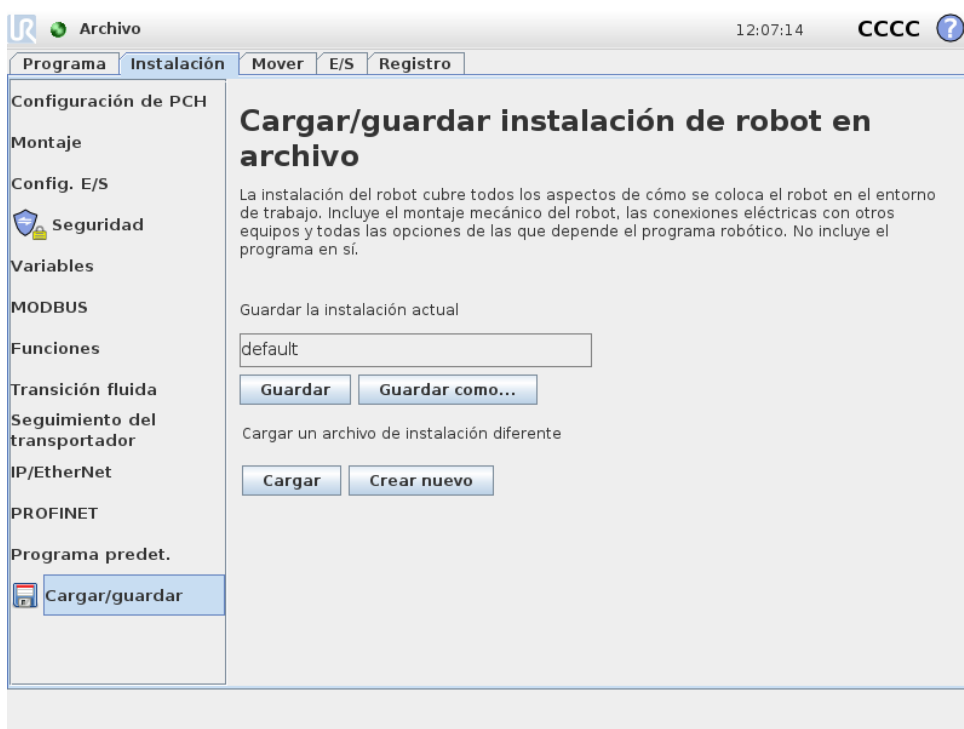 UR Archivo 12:07:14 CCCC ?
Programa Instalación Mover E/S Registro
Configuración de PCH
Montaje
Config. E/S
Seguridad
Variables
MODBUS
Funciones
Transición fluida
Seguimiento del
transportador
IP/EtherNet
PROFINET
Programa predet.
Cargar/guardar
Cargar/guardar instalación de robot en
archivo
La instalación del robot cubre todos los aspectos de cómo se coloca el robot en el entorno
de trabajo. Incluye el montaje mecánico del robot, las conexiones eléctricas con otros
equipos y todas las opciones de las que depende el programa robótico. No incluye el
programa en sí.
Guardar la instalación actual
default
Guardar Guardar como...
Cargar un archivo de instalación diferente
Cargar Crear nuevo